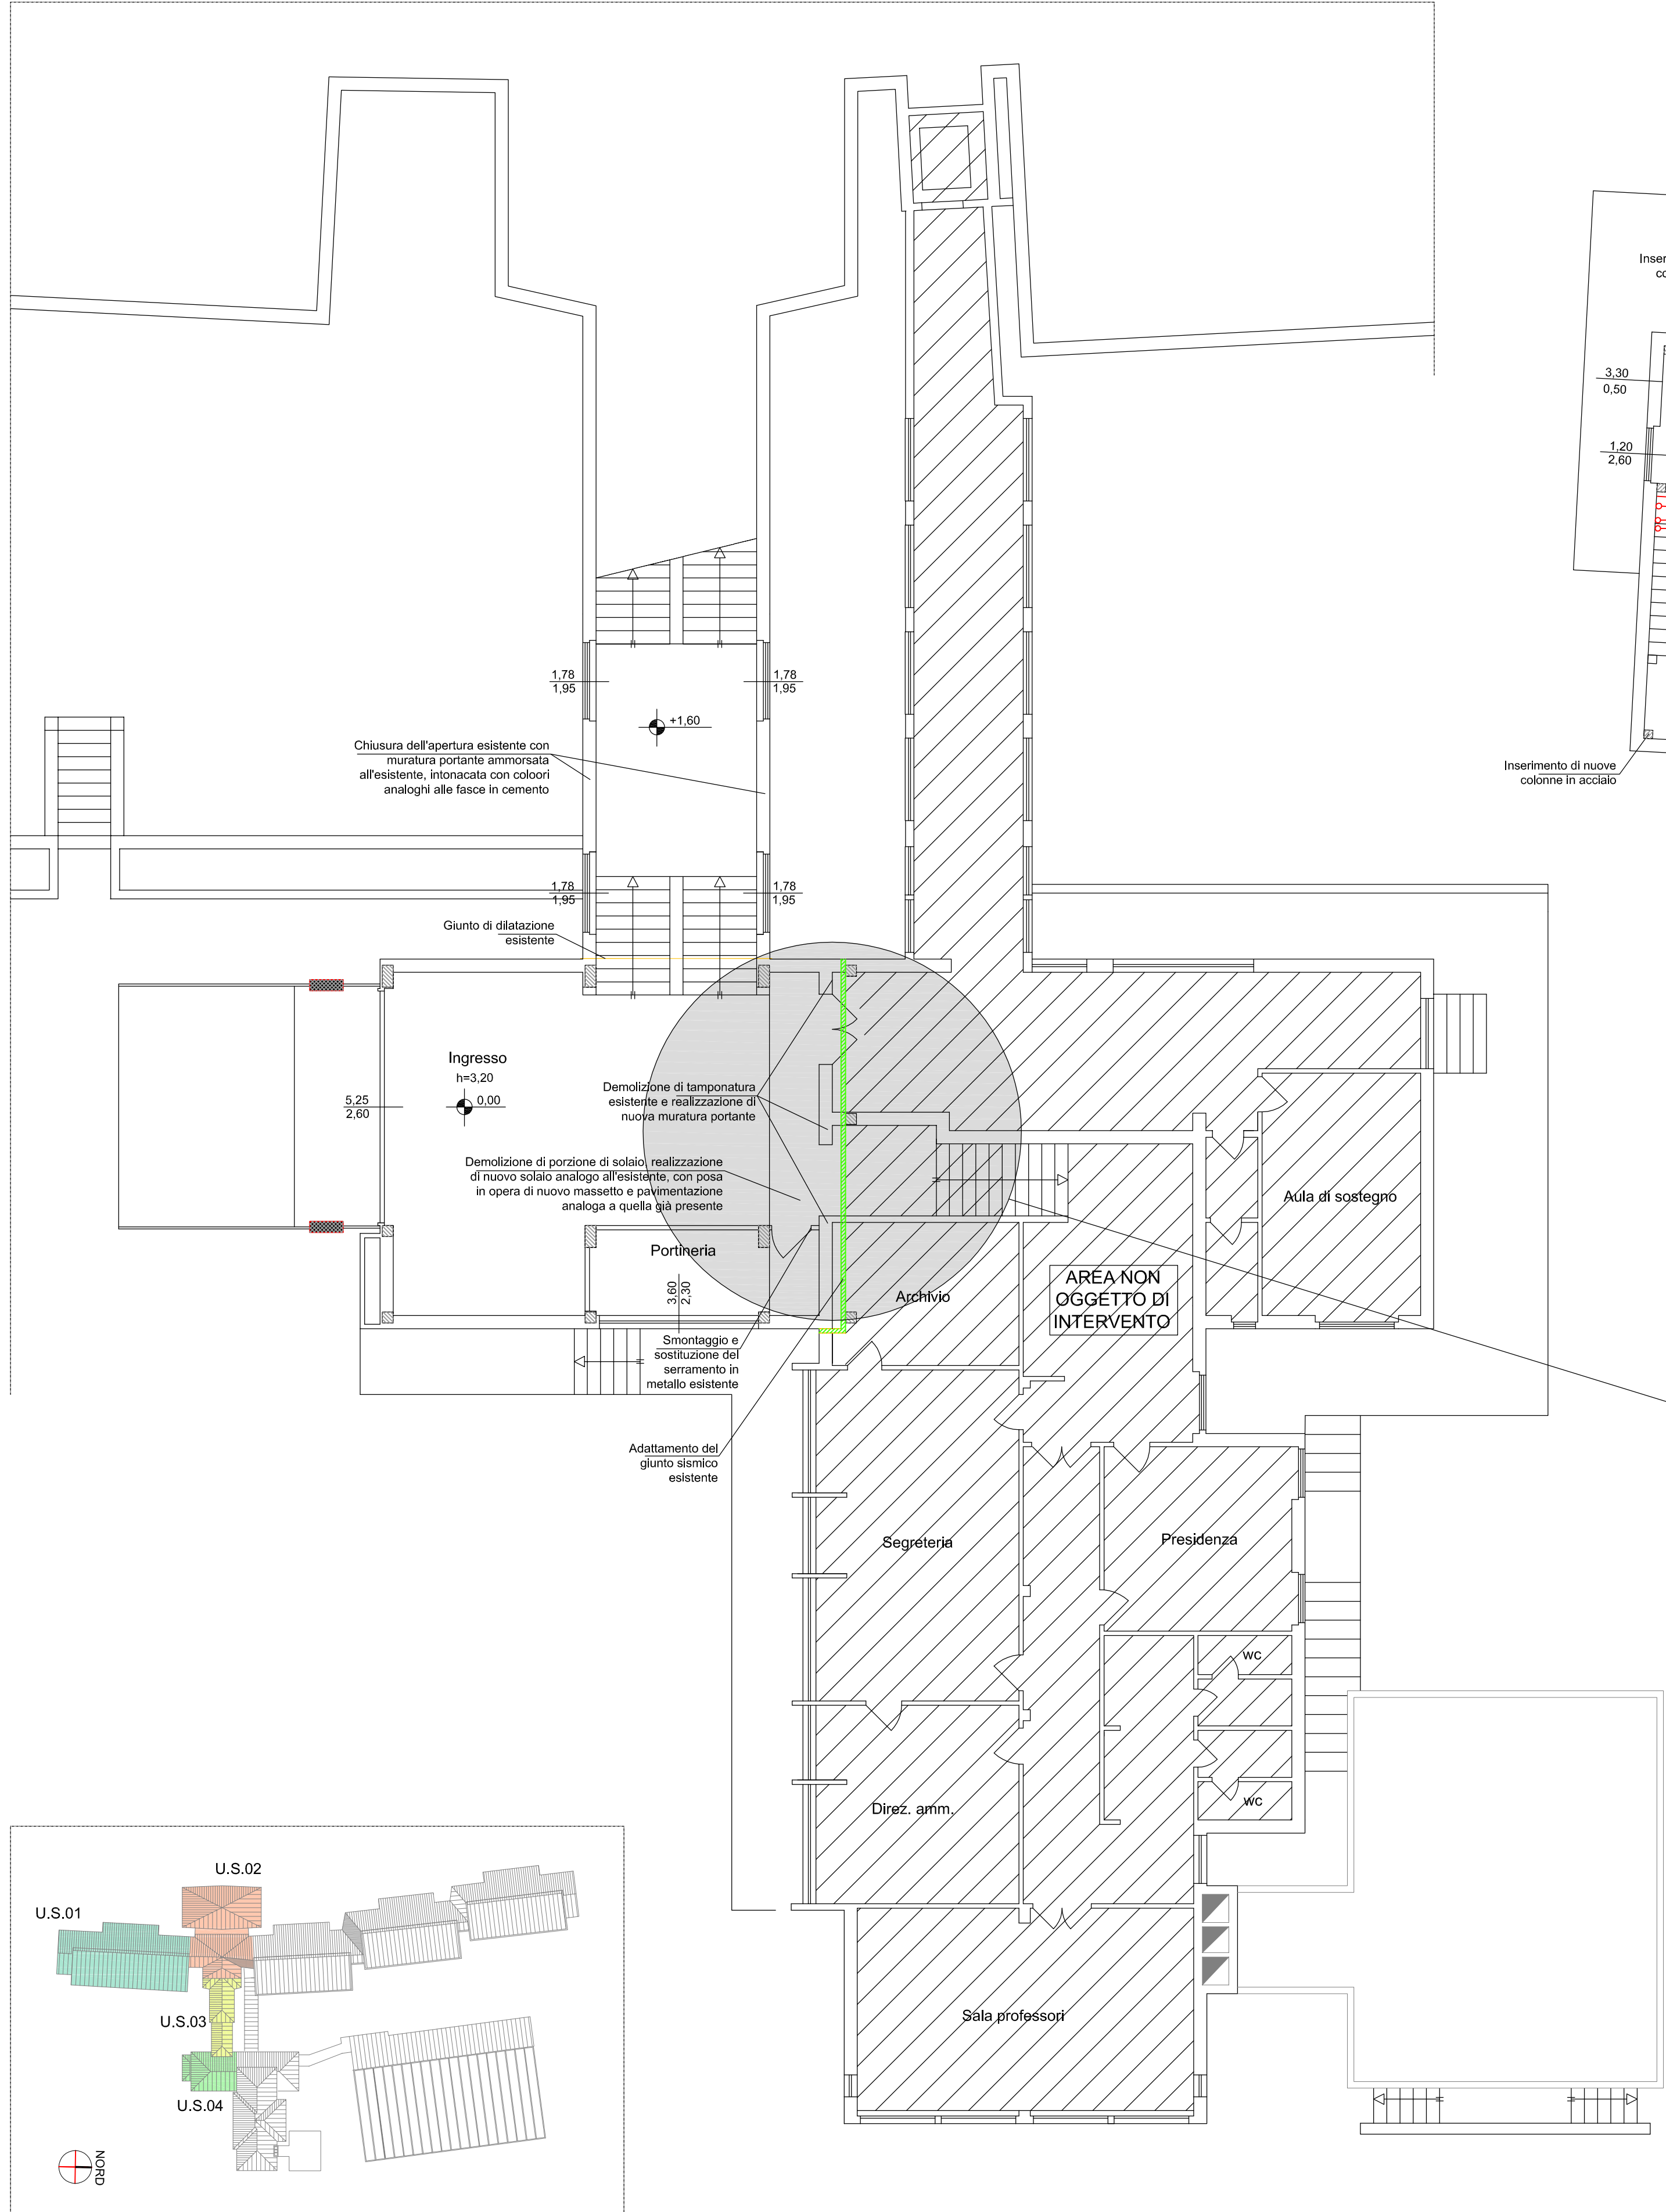 Inser
co
3,30
0,50
1,20
2,60
Inserimento di nuove
colonne in acciaio
1,78
1,95
1,78
1,95
+1,60
Chiusura dell'apertura esistente con
muratura portante ammorsata
all'esistente, intonacata con coloori
analoghi alle fasce in cemento
1,78
1,95
1,78
1,95
Giunto di dilatazione
esistente
Ingresso
h=3,20
0,00
5,25
2,60
Demolizione di tamponatura
esistente e realizzazione di
nuova muratura portante
Demolizione di porzione di solaio, realizzazione
di nuovo solaio analogo all'esistente, con posa
in opera di nuovo massetto e pavimentazione
analoga a quella già presente
Aula di sostegno
Portineria
3,60
2,30
Archivio
AREA NON
OGGETTO DI
INTERVENTO
Smontaggio e
sostituzione del
serramento in
metallo esistente
Adattamento del
giunto sismico
esistente
Segreteria
Presidenza
wc
Direz. amm.
wc
Sala professori
U.S.02
U.S.01
U.S.03
U.S.04
NORD